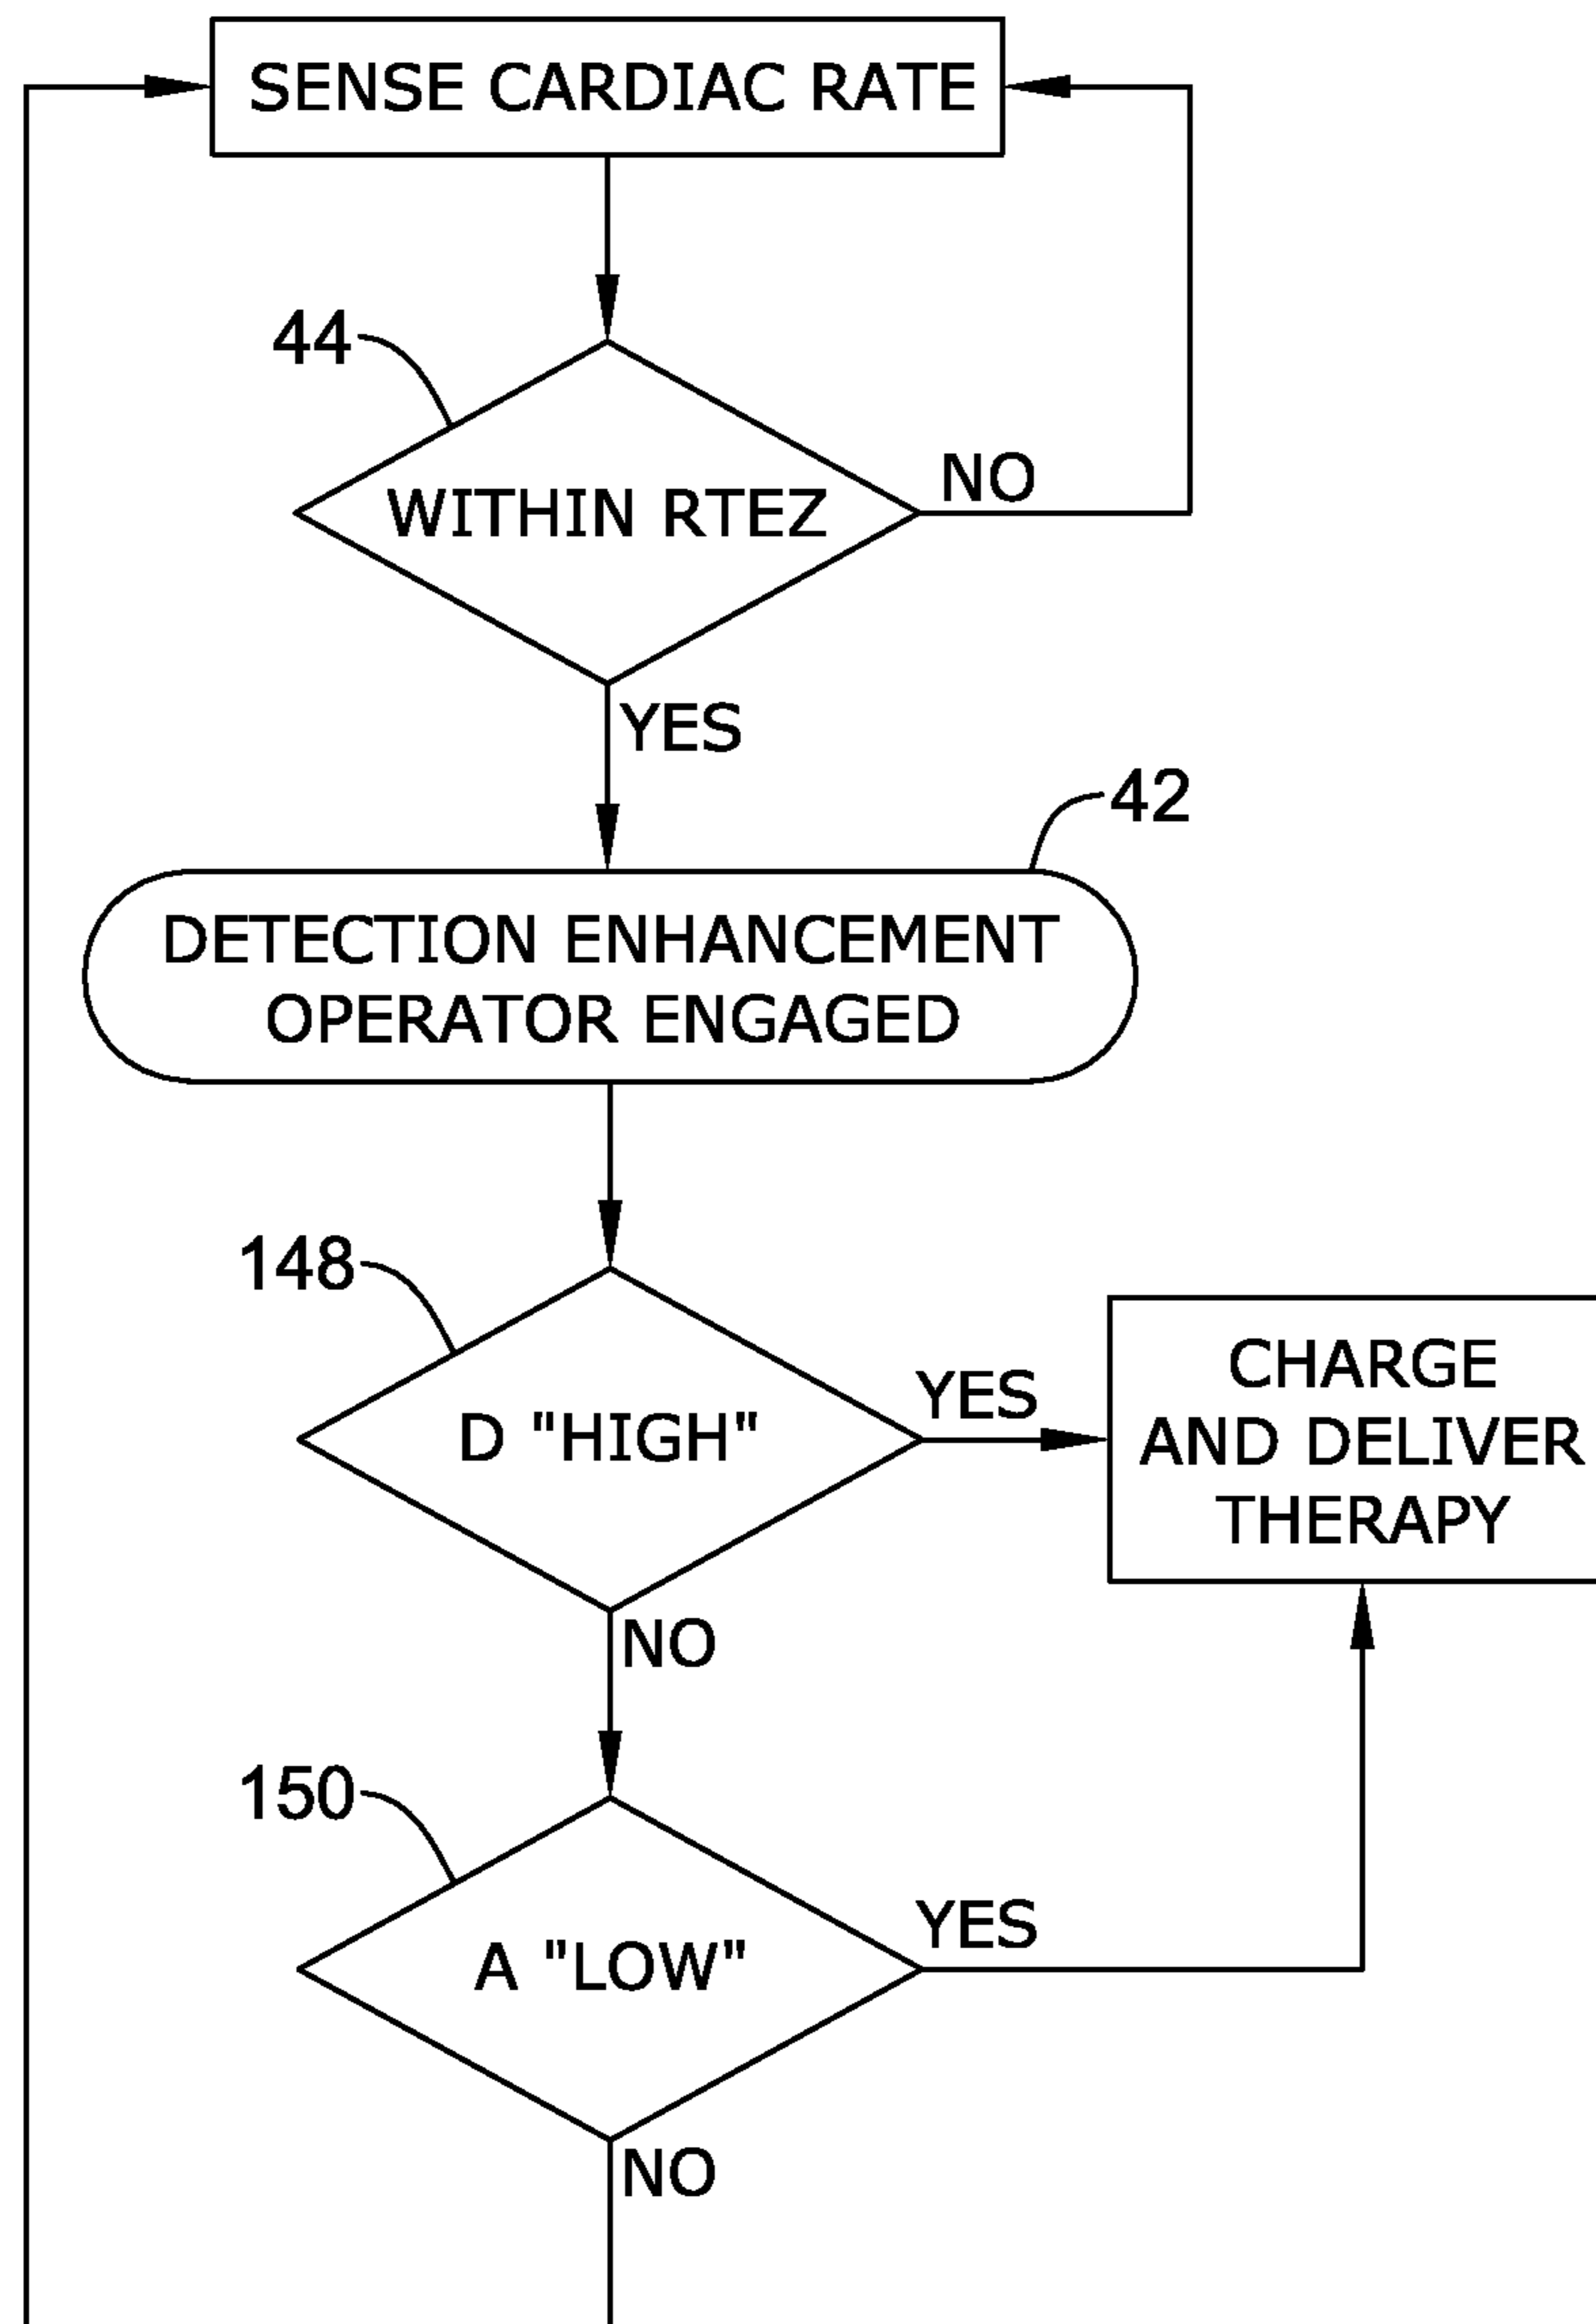 SENSE CARDIAC RATE
44
WITHIN RTEZ
NO
YES
42
DETECTION ENHANCEMENT
OPERATOR ENGAGED
148
D "HIGH"
YES
CHARGE
AND DELIVER
THERAPY
NO
150
A "LOW"
YES
NO